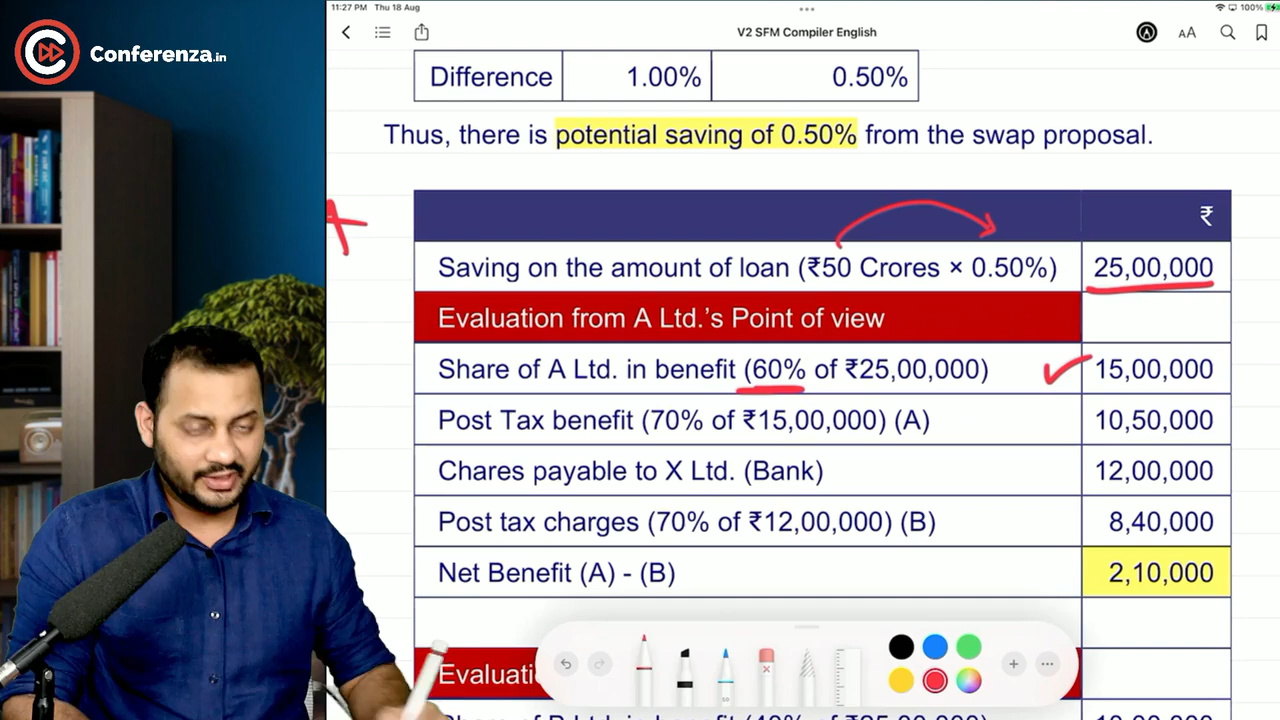 11:27 PM Thu 18 Aug
100%
Conferenza.in
V2 SFM Compiler English
AA
Difference 1.00% 0.50%
Thus, there is potential saving of 0.50% from the swap proposal.
₹
Saving on the amount of loan (₹50 Crores × 0.50%) 25,00,000
Evaluation from A Ltd.'s Point of view
Share of A Ltd. in benefit (60% of ₹25,00,000) 15,00,000
Post Tax benefit (70% of ₹15,00,000) (A) 10,50,000
Chares payable to X Ltd. (Bank) 12,00,000
Post tax charges (70% of ₹12,00,000) (B) 8,40,000
Net Benefit (A) - (B) 2,10,000